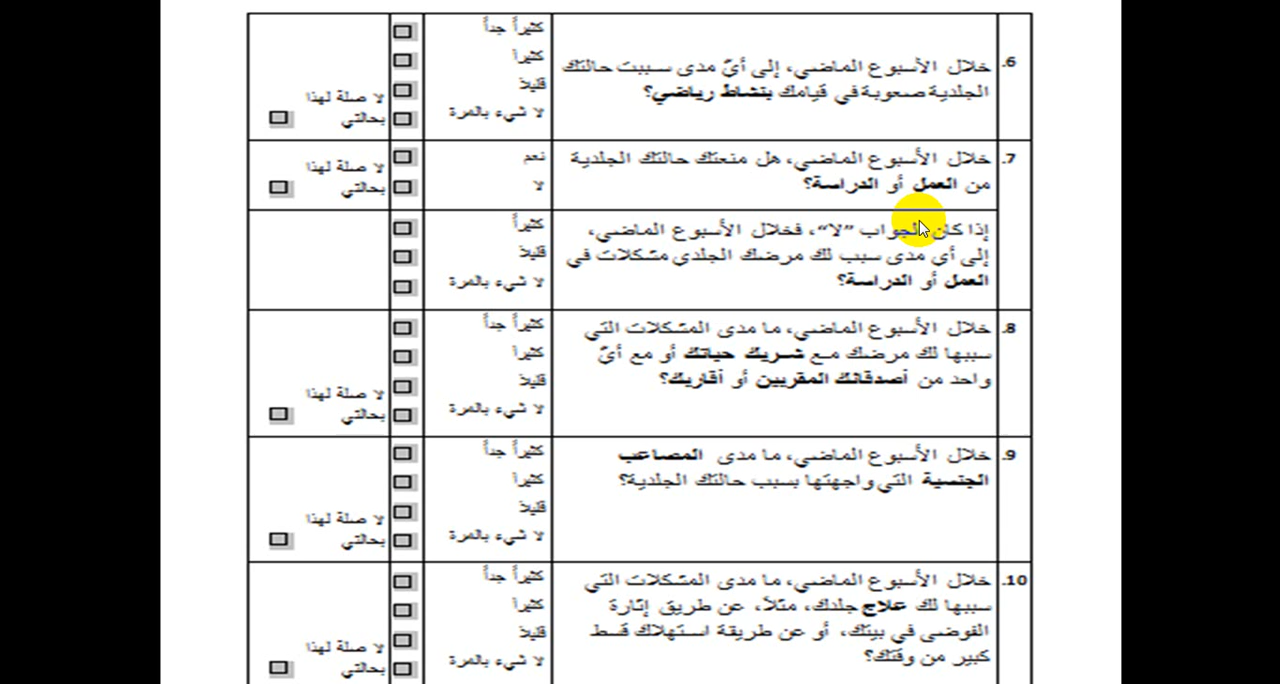 6. خلال الأسبوع الماضي، إلى أيّ مدى سببت حالتك
الجلدية صعوبة في قيامك بنشاط رياضي؟
كثيراً جداً
كثيراً
قليلاً
لا شيء بالمرة
لا صلة لهذا
بحالتي
7. خلال الأسبوع الماضي، هل منعتك حالتك الجلدية
من العمل أو الدراسة؟
نعم
لا
لا صلة لهذا
بحالتي
إذا كان الجواب "لا"، فخلال الأسبوع الماضي،
إلى أي مدى سبب لك مرضك الجلدي مشكلات في
العمل أو الدراسة؟
كثيراً
قليلاً
لا شيء بالمرة
8. خلال الأسبوع الماضي، ما مدى المشكلات التي
سببها لك مرضك مع شريك حياتك أو مع أيّ
واحد من أصدقائك المقربين أو أقاربك؟
كثيراً جداً
كثيراً
قليلاً
لا شيء بالمرة
لا صلة لهذا
بحالتي
9. خلال الأسبوع الماضي، ما مدى المصاعب
الجنسية التي واجهتها بسبب حالتك الجلدية؟
كثيراً جداً
كثيراً
قليلاً
لا شيء بالمرة
لا صلة لهذا
بحالتي
10. خلال الأسبوع الماضي، ما مدى المشكلات التي
سببها لك علاج جلدك، مثلاً، عن طريق إثارة
الفوضى في بيتك، أو عن طريقة استهلاك قسط
كبير من وقتك؟
كثيراً جداً
كثيراً
قليلاً
لا شيء بالمرة
لا صلة لهذا
بحالتي